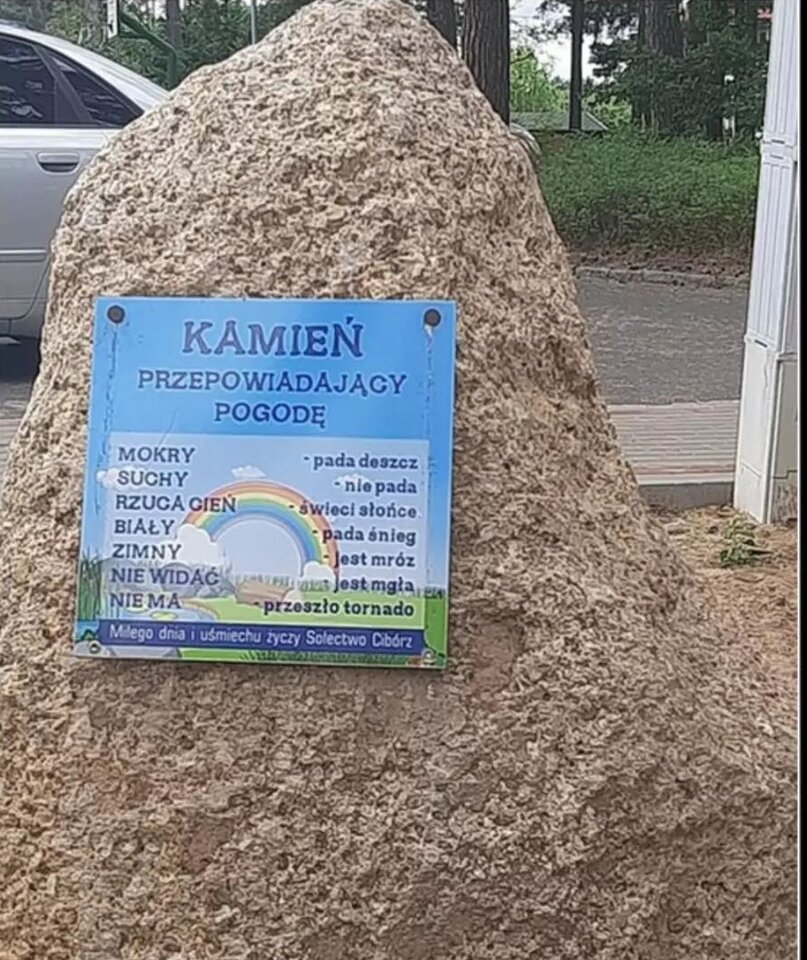 KAMIEŃ
PRZEPOWIADAJĄCY
POGODĘ
MOKRY - pada deszcz
SUCHY - nie pada
RZUCA CIEŃ - świeci słońce
BIAŁY - pada śnieg
ZIMNY - jest mróz
NIE WIDAĆ - jest mgła
NIE MA - przeszło tornado
Miłego dnia i uśmiechu życzy Sołectwo Cibórz